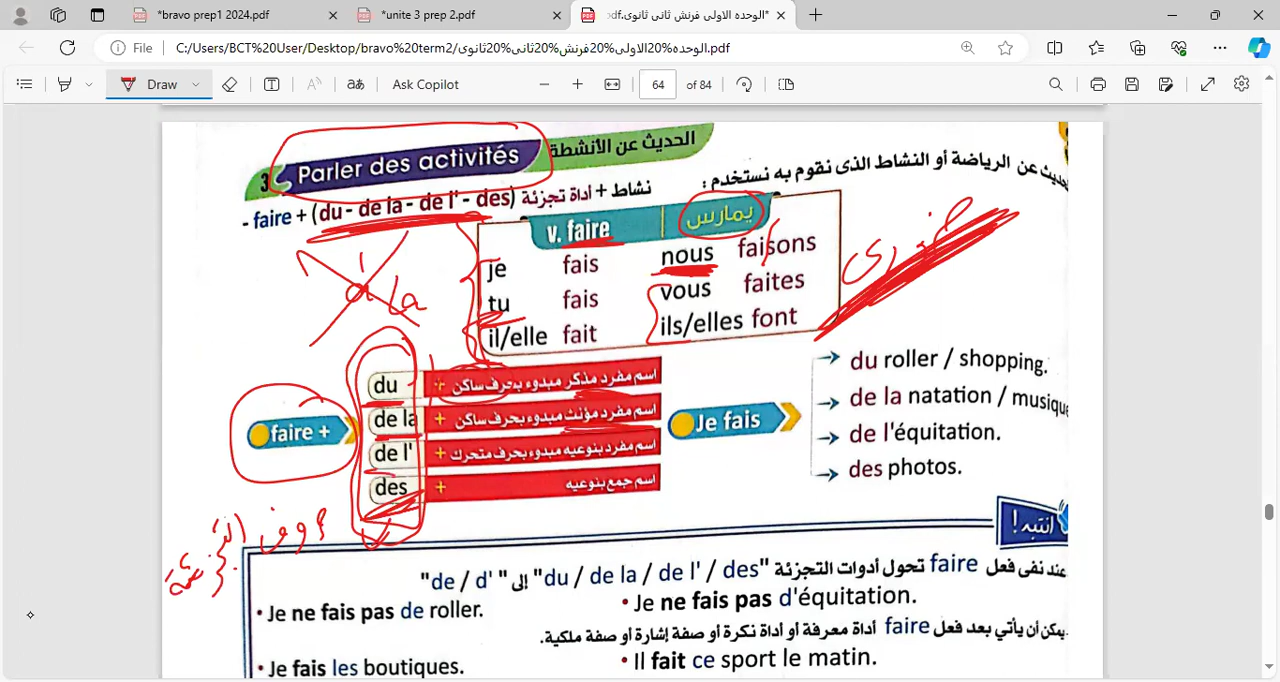 *bravo prep1 2024.pdf
*unite 3 prep 2.pdf
*الوحده الاولى فرنش ثانى ثانوى.pdf
File
C:/Users/BCT%20User/Desktop/bravo%20term2/الوحده%20الاولى%20فرنش%20ثانى%20ثانوى.pdf
Draw
aあ
Ask Copilot
64 of 84
3 Parler des activités
الحديث عن الأنشطة
عن الرياضة أو النشاط الذى نقوم به نستخدم :
- faire + (du - de la - de l' - des) نشاط + أداة تجزئة
v. faire يمارس
je fais nous faisons
tu fais vous faites
il/elle fait ils/elles font
à la
faire +
du + اسم مفرد مذكر مبدوء بحرف ساكن
de la + اسم مفرد مؤنث مبدوء بحرف ساكن
de l' + اسم مفرد بنوعيه مبدوء بحرف متحرك
des + اسم جمع بنوعيه
Je fais
du roller / shopping.
de la natation / musique
de l'équitation.
des photos.
انتبه!
عند نفى فعل faire تحول أدوات التجزئة "du / de la / de l' / des" إلى "de / d'"
• Je ne fais pas de roller.
• Je ne fais pas d'équitation.
يمكن أن يأتي بعد فعل faire أداة معرفة أو أداة نكرة أو صفة إشارة أو صفة ملكية.
• Je fais les boutiques.
• Il fait ce sport le matin.